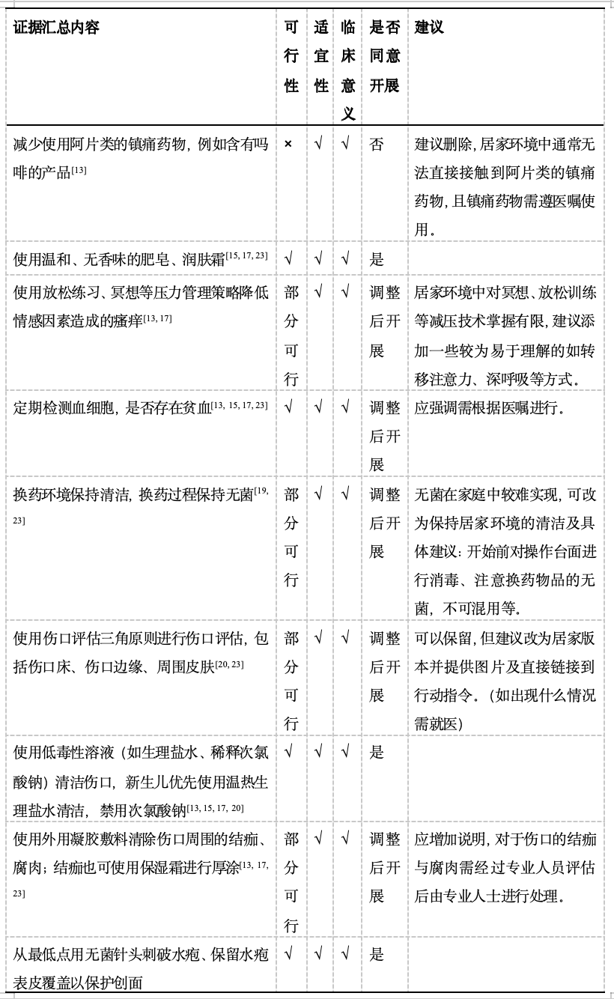 证据汇总内容 可行性 适宜性 临床意义 是否同意开展 建议
减少使用阿片类的镇痛药物，例如含有吗 × √ √ 否 建议删除，居家环境中通常无
啡的产品[13] 法直接接触到阿片类的镇痛
药物，且镇痛药物需遵医嘱使
用。
使用温和、无香味的肥皂、润肤霜[15, 17, 23] √ √ √ 是
使用放松练习、冥想等压力管理策略降低 部 √ √ 调整 居家环境中对冥想、放松训练
情感因素造成的瘙痒[13, 17] 分 后开 等减压技术掌握有限，建议添
可 展 加一些较为易于理解的如转
行 移注意力、深呼吸等方式。
定期检测血细胞，是否存在贫血[13, 15, 17, 23] √ √ √ 调整 应强调需根据医嘱进行。
后开
展
换药环境保持清洁，换药过程保持无菌[19, 部 √ √ 调整 无菌在家庭中较难实现，可改
23] 分 后开 为保持居家环境的清洁及具
可 展 体建议：开始前对操作台面进
行 行消毒、注意换药物品的无
菌，不可混用等。
使用伤口评估三角原则进行伤口评估，包 部 √ √ 调整 可以保留，但建议改为居家版
括伤口床、伤口边缘、周围皮肤[20, 23] 分 后开 本并提供图片及直接链接到
可 展 行动指令。（如出现什么情况
行 需就医）
使用低毒性溶液（如生理盐水、稀释次氯 √ √ √ 是
酸钠）清洁伤口，新生儿优先使用温热生
理盐水清洁，禁用次氯酸钠[13, 15, 17, 20]
使用外用凝胶敷料清除伤口周围的结痂、 部 √ √ 调整 应增加说明，对于伤口的结痂
腐肉；结痂也可使用保湿霜进行厚涂[13, 17, 分 后开 与腐肉需经过专业人员评估
23] 可 展 后由专业人士进行处理。
行
从最低点用无菌针头刺破水疱、保留水疱 √ √ √ 是
表皮覆盖以保护创面